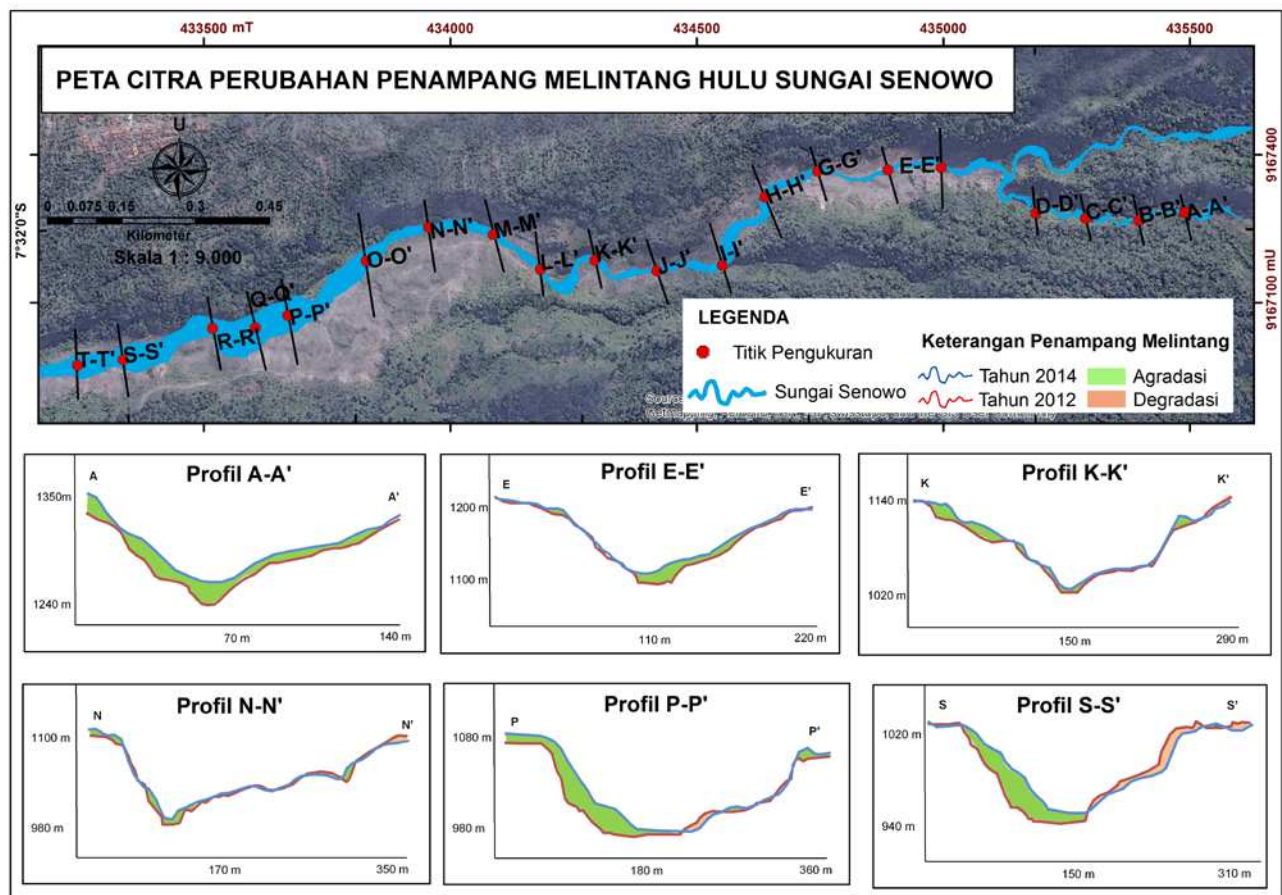 433500 mT 434000 434500 435000 435500
PETA CITRA PERUBAHAN PENAMPANG MELINTANG HULU SUNGAI SENOWO
U
9167400
7°32'0"S
0 0.075 0.15 0.3 0.45
Kilometer
Skala 1 : 9.000
9167100 mU
T-T'
S-S'
R-R'
Q-Q'
P-P'
O-O'
N-N'
M-M'
L-L'
K-K'
J-J'
I-I'
H-H'
G-G'
E-E'
D-D'
C-C'
B-B'
A-A'
LEGENDA
Titik Pengukuran
Sungai Senowo
Keterangan Penampang Melintang
Tahun 2014
Tahun 2012
Agradasi
Degradasi
Profil A-A'
A
A'
1350m
1240 m
70 m 140 m
Profil E-E'
E
E'
1200 m
1100 m
110 m 220 m
Profil K-K'
K
K'
1140 m
1020 m
150 m 290 m
Profil N-N'
N
N'
1100 m
980 m
170 m 350 m
Profil P-P'
P
P'
1080 m
980 m
180 m 360 m
Profil S-S'
S
S'
1020 m
940 m
150 m 310 m